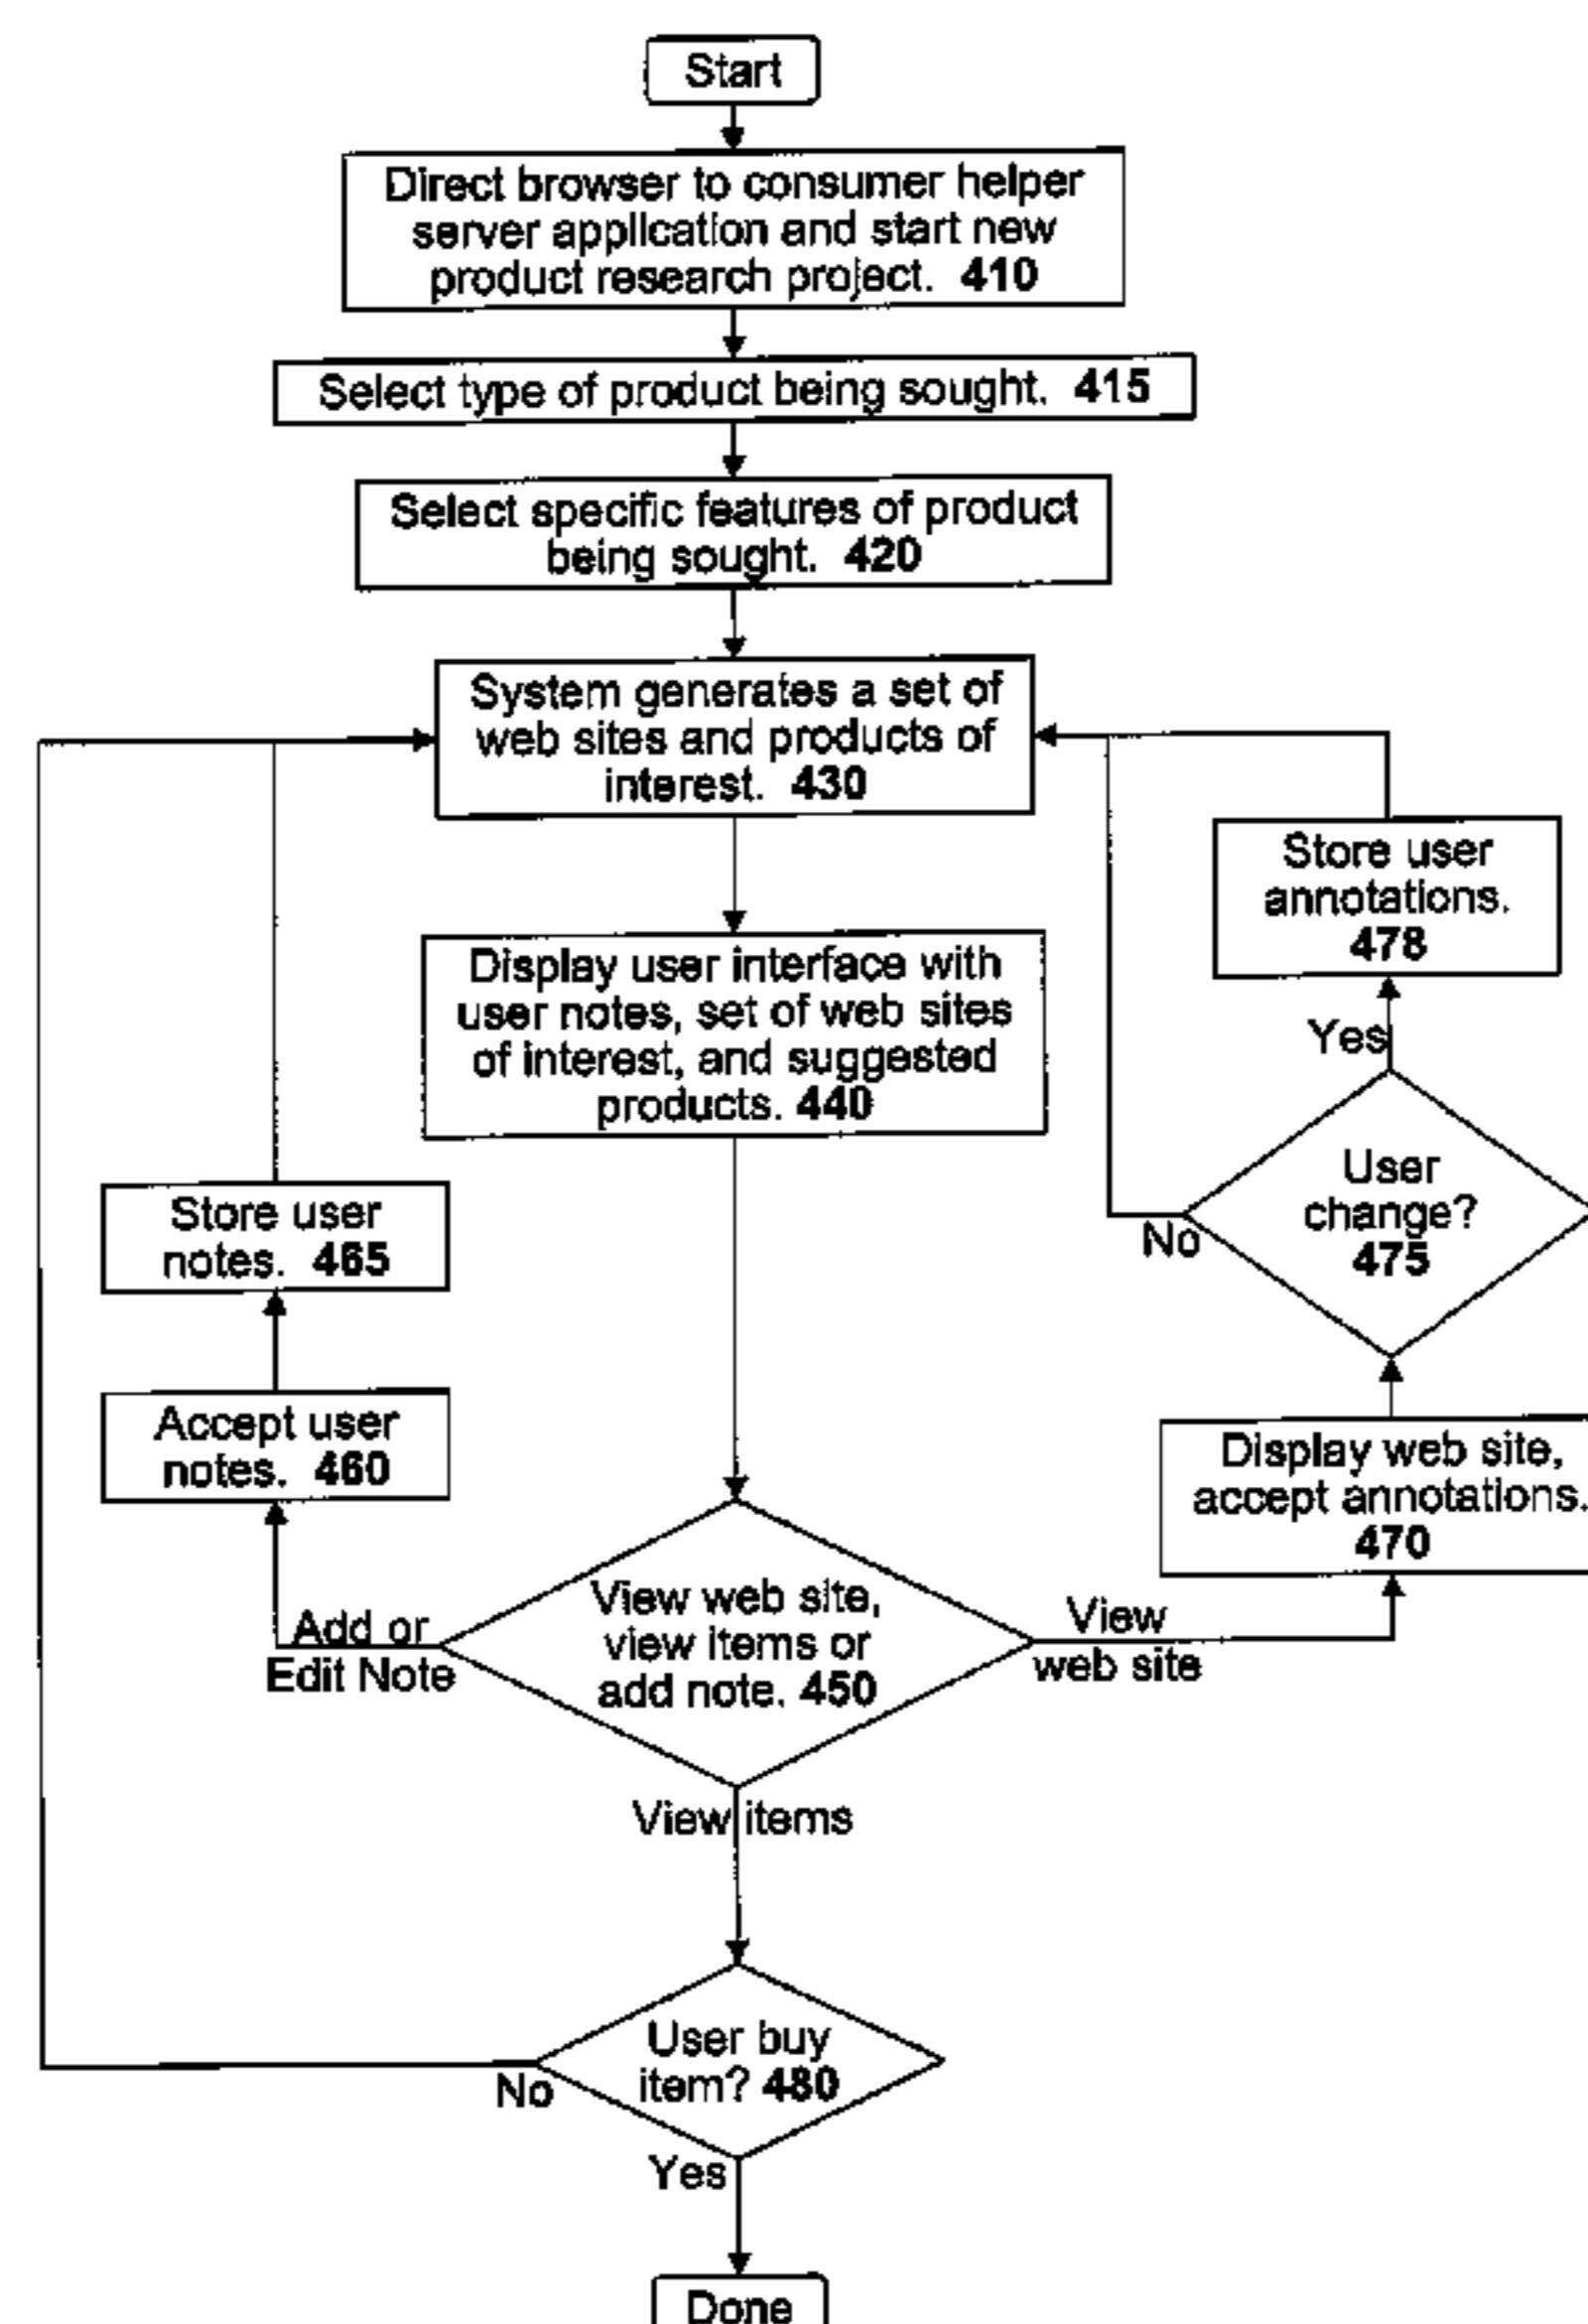 Start
Direct browser to consumer helper
server application and start new
product research project. 410
Select type of product being sought. 415
Select specific features of product
being sought. 420
System generates a set of
web sites and products of
interest. 430
Store user
annotations.
478
Display user interface with
user notes, set of web sites
of interest, and suggested
products. 440
Yes
User
change?
475
No
Store user
notes. 465
Accept user
notes. 460
Display web site,
accept annotations.
470
View web site,
view items or
add note. 450
Add or
Edit Note
View
web site
View items
User buy
item? 480
No
Yes
Done